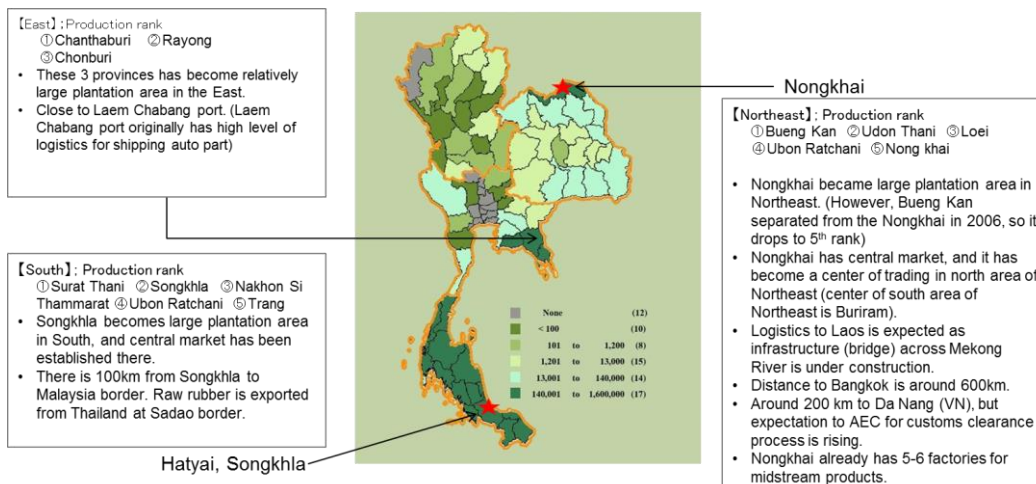 【East】; Production rank
①Chanthaburi ②Rayong
③Chonburi
• These 3 provinces has become relatively
large plantation area in the East.
• Close to Laem Chabang port. (Laem
Chabang port originally has high level of
logistics for shipping auto part)
【South】; Production rank
①Surat Thani ②Songkhla ③Nakhon Si
Thammarat ④Ubon Ratchani ⑤Trang
• Songkhla becomes large plantation area
in South, and central market has been
established there.
• There is 100km from Songkhla to
Malaysia border. Raw rubber is exported
from Thailand at Sadao border.
Hatyai, Songkhla
None (12)
< 100 (10)
101 to 1,200 (8)
1,201 to 13,000 (15)
13,001 to 140,000 (14)
140,001 to 1,600,000 (17)
Nongkhai
【Northeast】; Production rank
①Bueng Kan ②Udon Thani ③Loei
④Ubon Ratchani ⑤Nong khai
• Nongkhai became large plantation area in
Northeast. (However, Bueng Kan
separated from the Nongkhai in 2006, so it
drops to 5th rank)
• Nongkhai has central market, and it has
become a center of trading in north area of
Northeast (center of south area of
Northeast is Buriram).
• Logistics to Laos is expected as
infrastructure (bridge) across Mekong
River is under construction.
• Distance to Bangkok is around 600km.
• Around 200 km to Da Nang (VN), but
expectation to AEC for customs clearance
process is rising.
• Nongkhai already has 5-6 factories for
midstream products.